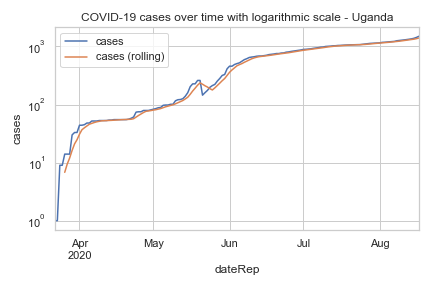 COVID-19 cases over time with logarithmic scale - Uganda
cases
cases (rolling)
10³
10²
10¹
10⁰
cases
Apr
2020
May
Jun
Jul
Aug
dateRep